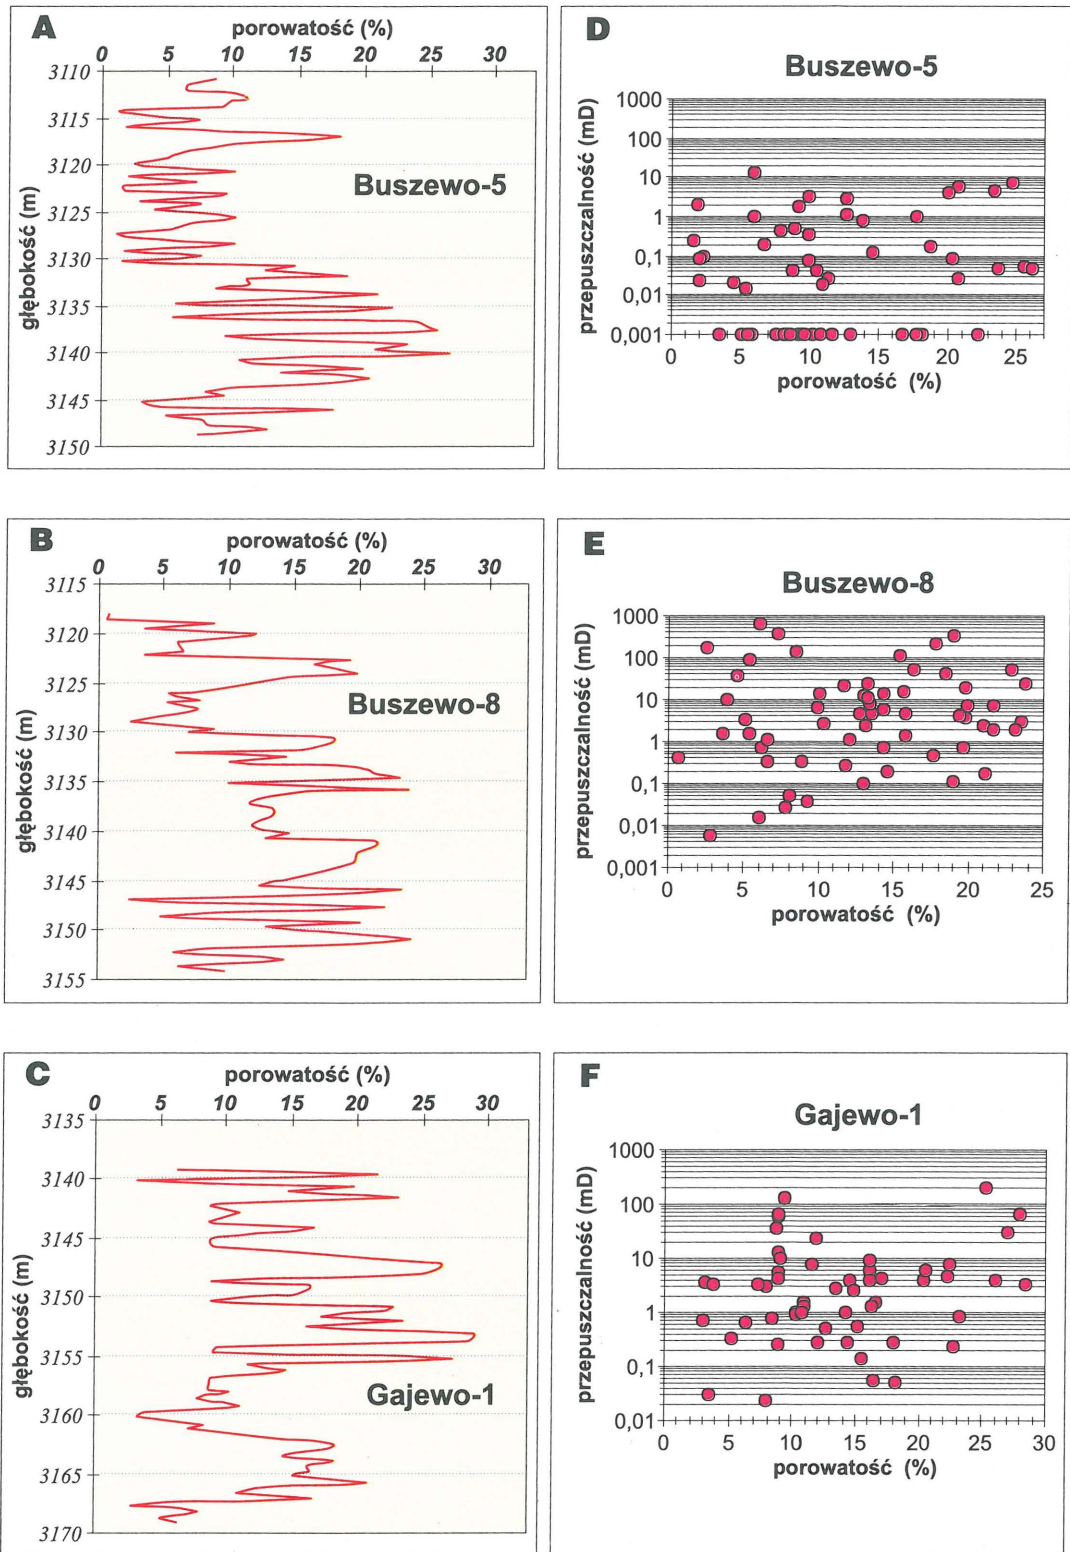 A
porowatość (%)
0 5 10 15 20 25 30
głębokość (m)
3110
3115
3120
3125
3130
3135
3140
3145
3150
Buszewo-5
D
Buszewo-5
przepuszczalność (mD)
1000
100
10
1
0,1
0,01
0,001
0 5 10 15 20 25
porowatość (%)
B
porowatość (%)
0 5 10 15 20 25 30
głębokość (m)
3115
3120
3125
3130
3135
3140
3145
3150
3155
Buszewo-8
E
Buszewo-8
przepuszczalność (mD)
1000
100
10
1
0,1
0,01
0,001
0 5 10 15 20 25
porowatość (%)
C
porowatość (%)
0 5 10 15 20 25 30
głębokość (m)
3135
3140
3145
3150
3155
3160
3165
3170
Gajewo-1
F
Gajewo-1
przepuszczalność (mD)
1000
100
10
1
0,1
0,01
0 5 10 15 20 25 30
porowatość (%)